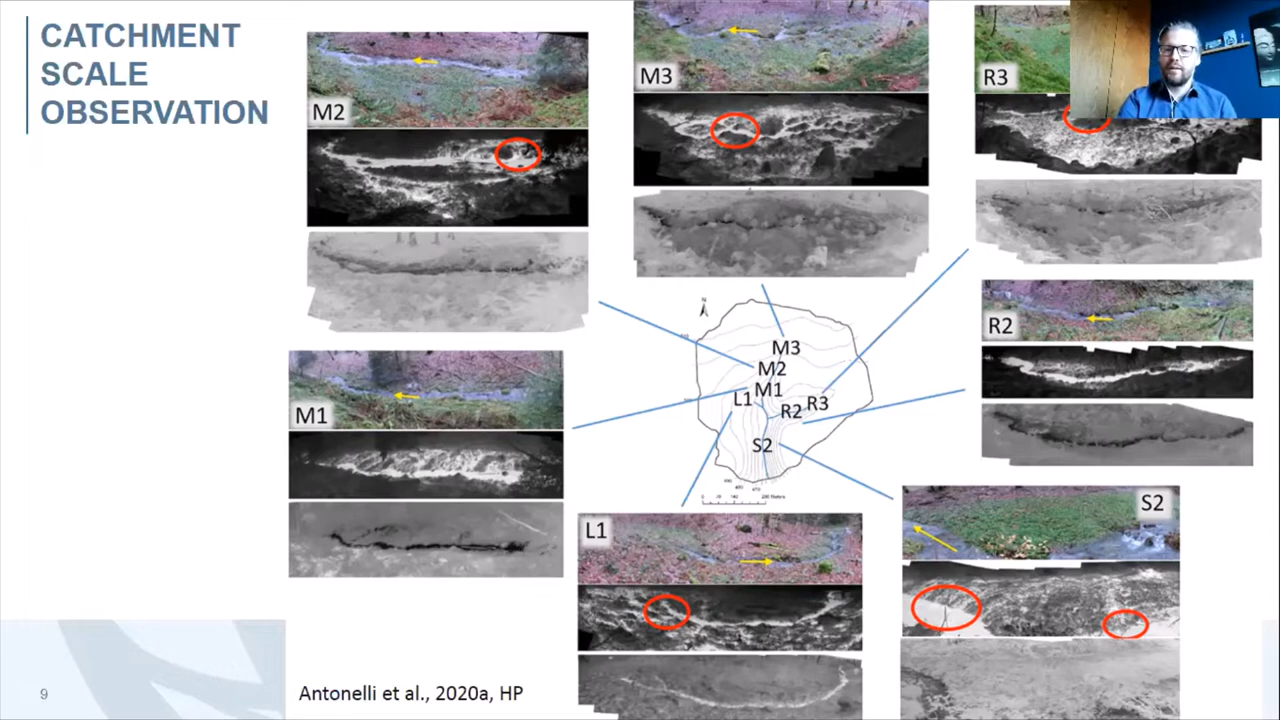 CATCHMENT
SCALE
OBSERVATION
M2
M3
R3
M1
R2
L1
S2
N
M3
M2
M1
L1
R2
R3
S2
9
Antonelli et al., 2020a, HP